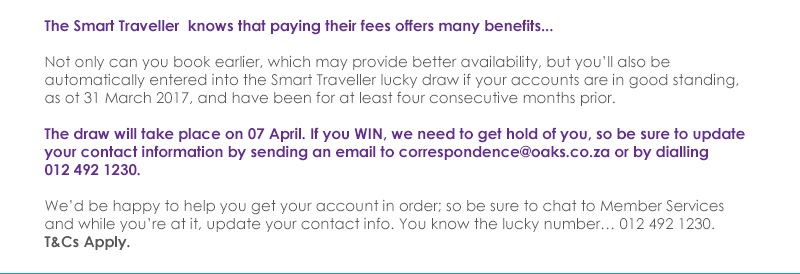 The Smart Traveller  knows that paying their fees offers many benefits...
Not only can you book earlier, which may provide better availability, but you'll also be
automatically entered into the Smart Traveller lucky draw if your accounts are in good standing,
as ot 31 March 2017, and have been for at least four consecutive months prior.
The draw will take place on 07 April. If you WIN, we need to get hold of you, so be sure to update
your contact information by sending an email to correspondence@oaks.co.za or by dialling
012 492 1230.
We'd be happy to help you get your account in order; so be sure to chat to Member Services
and while you're at it, update your contact info. You know the lucky number... 012 492 1230.
T&Cs Apply.